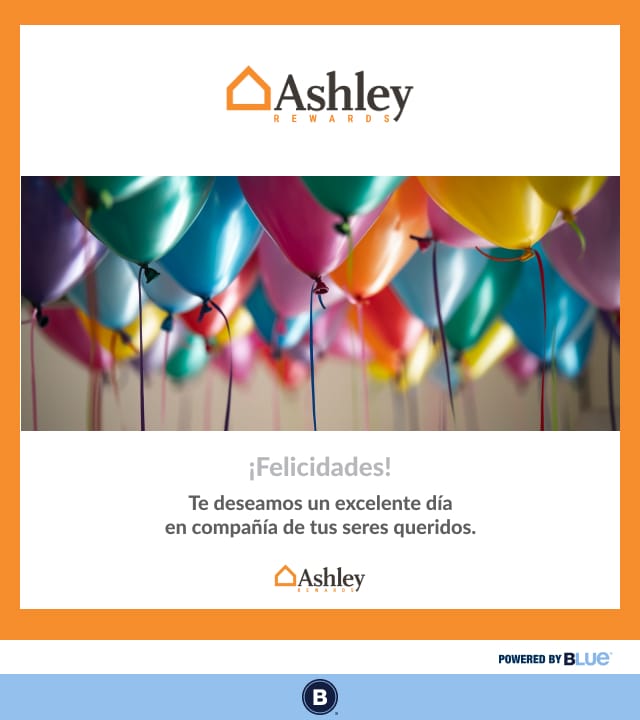 Ashley
REWARDS
¡Felicidades!
Te deseamos un excelente día
en compañía de tus seres queridos.
Ashley
REWARDS
POWERED BY BLUE
B